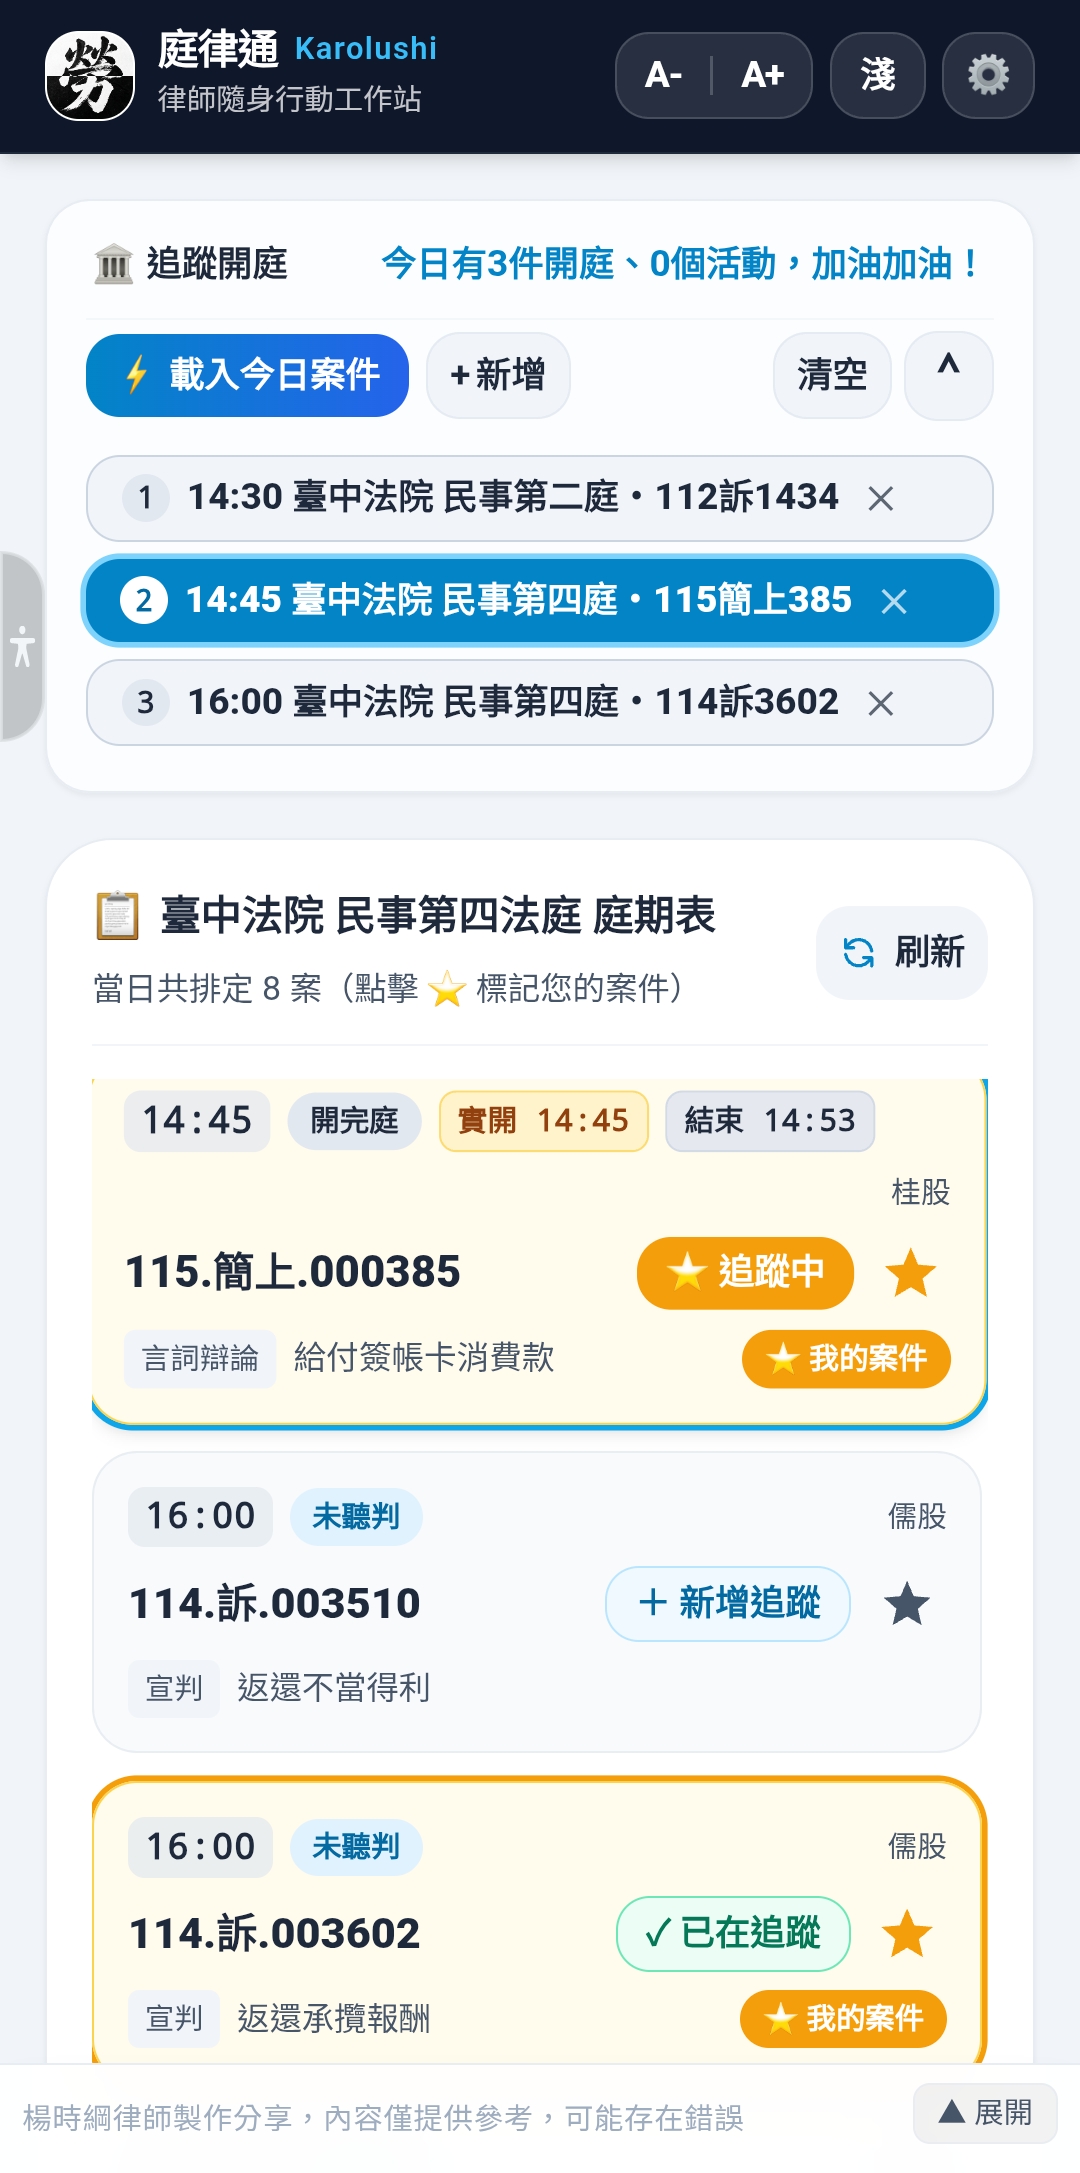 勞 庭律通 Karolushi
律師隨身行動工作站
A- A+ 淺
追蹤開庭 今日有3件開庭、0個活動，加油加油！
載入今日案件 +新增 清空 ^
1 14:30 臺中法院 民事第二庭・112訴1434 ×
2 14:45 臺中法院 民事第四庭・115簡上385 ×
3 16:00 臺中法院 民事第四庭・114訴3602 ×
臺中法院 民事第四法庭 庭期表
刷新
當日共排定 8 案（點擊 ⭐ 標記您的案件）
14:45 開完庭 實開 14:45 結束 14:53
桂股
115.簡上.000385 ⭐ 追蹤中 ★
言詞辯論 給付簽帳卡消費款 ⭐ 我的案件
16:00 未聽判 儒股
114.訴.003510 ＋ 新增追蹤 ★
宣判 返還不當得利
16:00 未聽判 儒股
114.訴.003602 ✓ 已在追蹤 ★
宣判 返還承攬報酬 ⭐ 我的案件
楊時綱律師製作分享，內容僅提供參考，可能存在錯誤 ▲ 展開